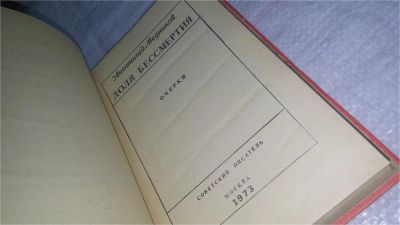 Анатолий Медников
ДОЛЯ БЕССМЕРТИЯ
ОЧЕРКИ
СОВЕТСКИЙ ПИСАТЕЛЬ
МОСКВА
1973